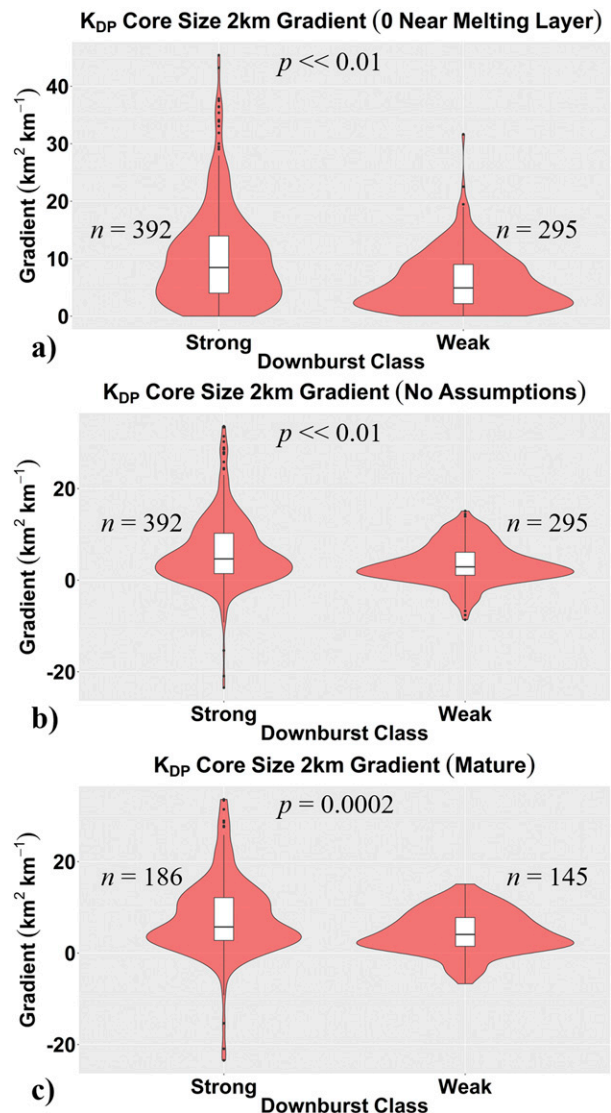 K_DP Core Size 2km Gradient (0 Near Melting Layer)
p << 0.01
n = 392
n = 295
Gradient (km² km⁻¹)
40
30
20
10
0
Strong
Weak
a)
Downburst Class
K_DP Core Size 2km Gradient (No Assumptions)
p << 0.01
n = 392
n = 295
Gradient (km² km⁻¹)
20
0
-20
Strong
Weak
b)
Downburst Class
K_DP Core Size 2km Gradient (Mature)
p = 0.0002
n = 186
n = 145
Gradient (km² km⁻¹)
20
0
-20
Strong
Weak
c)
Downburst Class